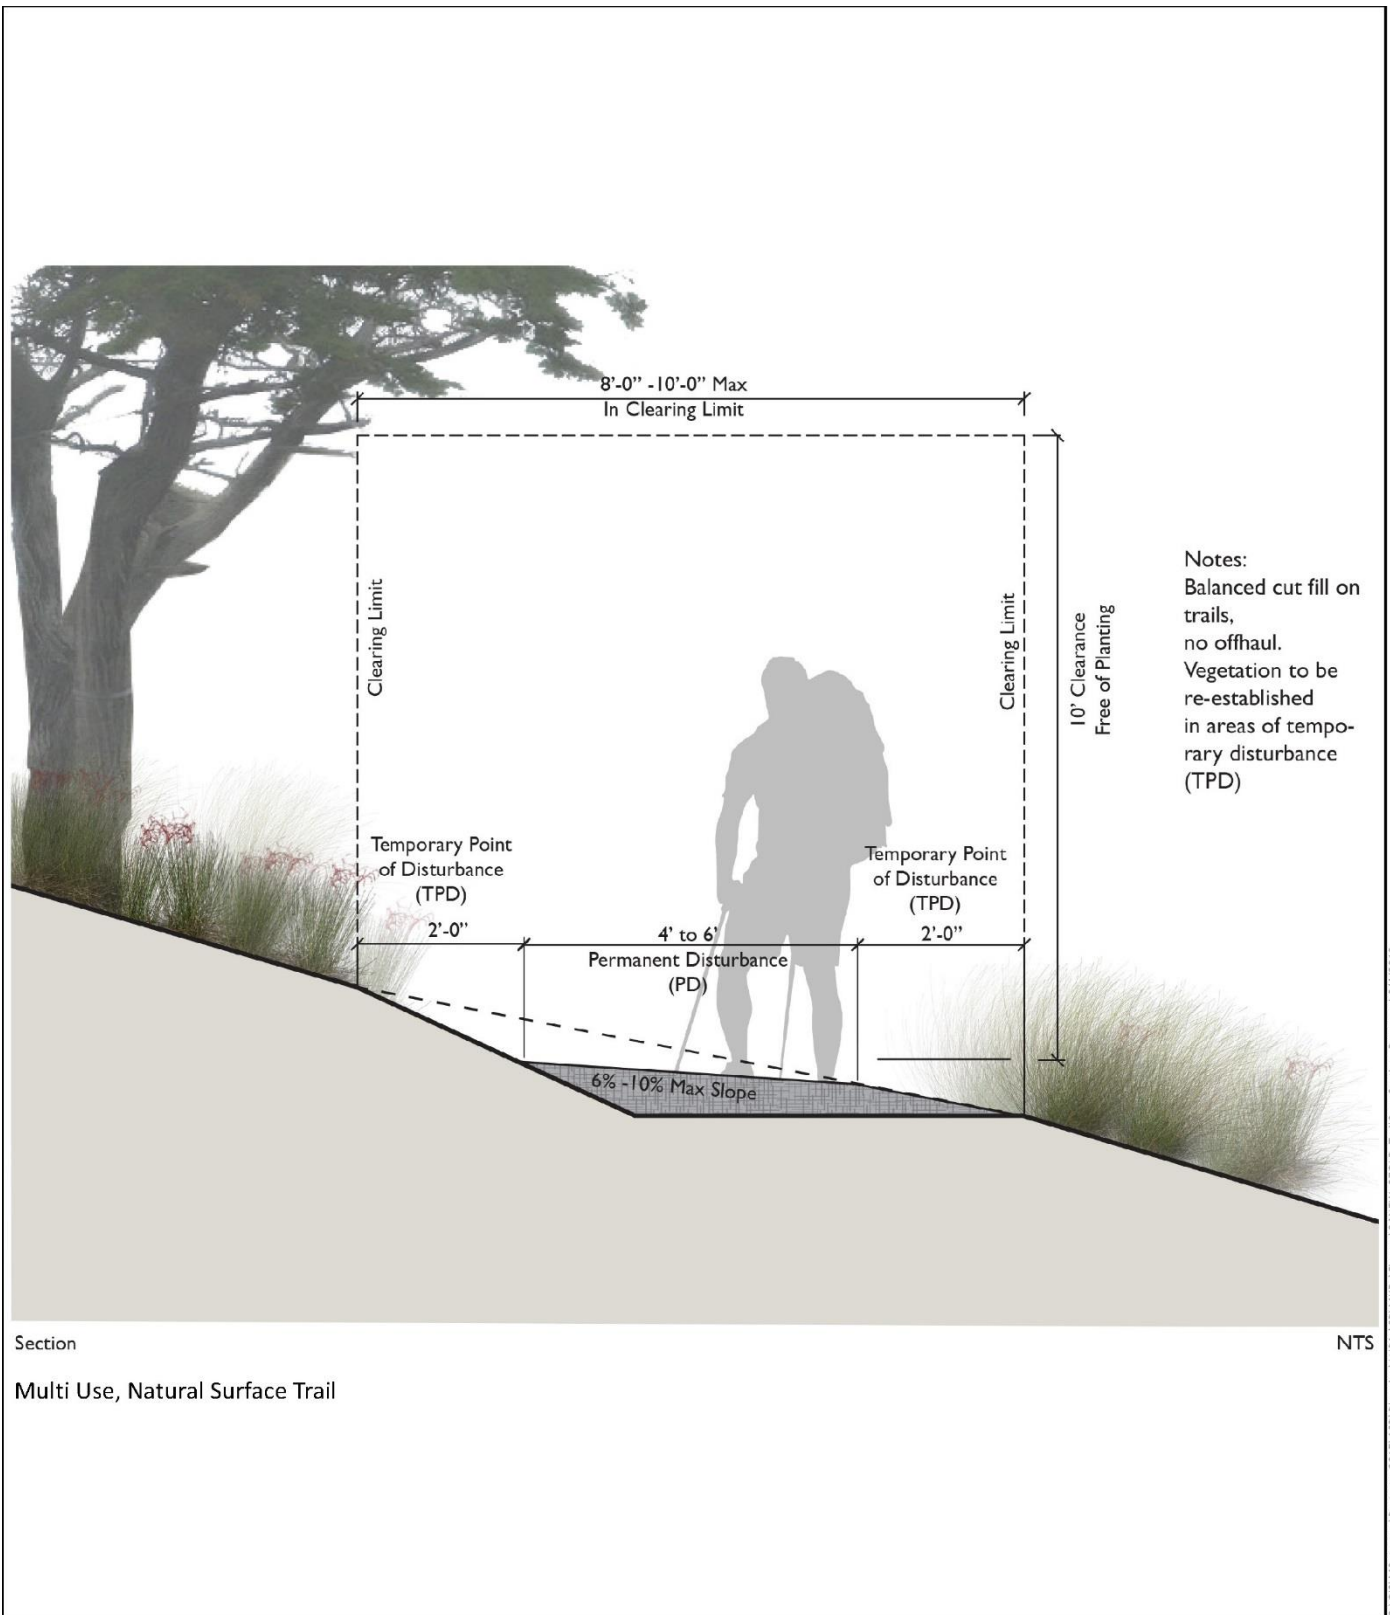 8'-0" -10'-0" Max
In Clearing Limit
Clearing Limit
Clearing Limit
10' Clearance
Free of Planting
Notes:
Balanced cut fill on
trails,
no offhaul.
Vegetation to be
re-established
in areas of tempo-
rary disturbance
(TPD)
Temporary Point
of Disturbance
(TPD)
2'-0"
4' to 6'
Permanent Disturbance
(PD)
Temporary Point
of Disturbance
(TPD)
2'-0"
6% -10% Max Slope
Section
NTS
Multi Use, Natural Surface Trail